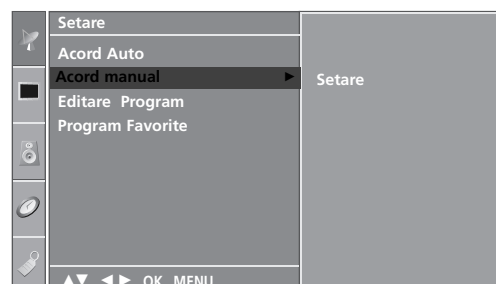 Setare
Acord Auto
Acord manual ►
Setare
Editare Program
Program Favorite
▲▼ ◄► OK MENU